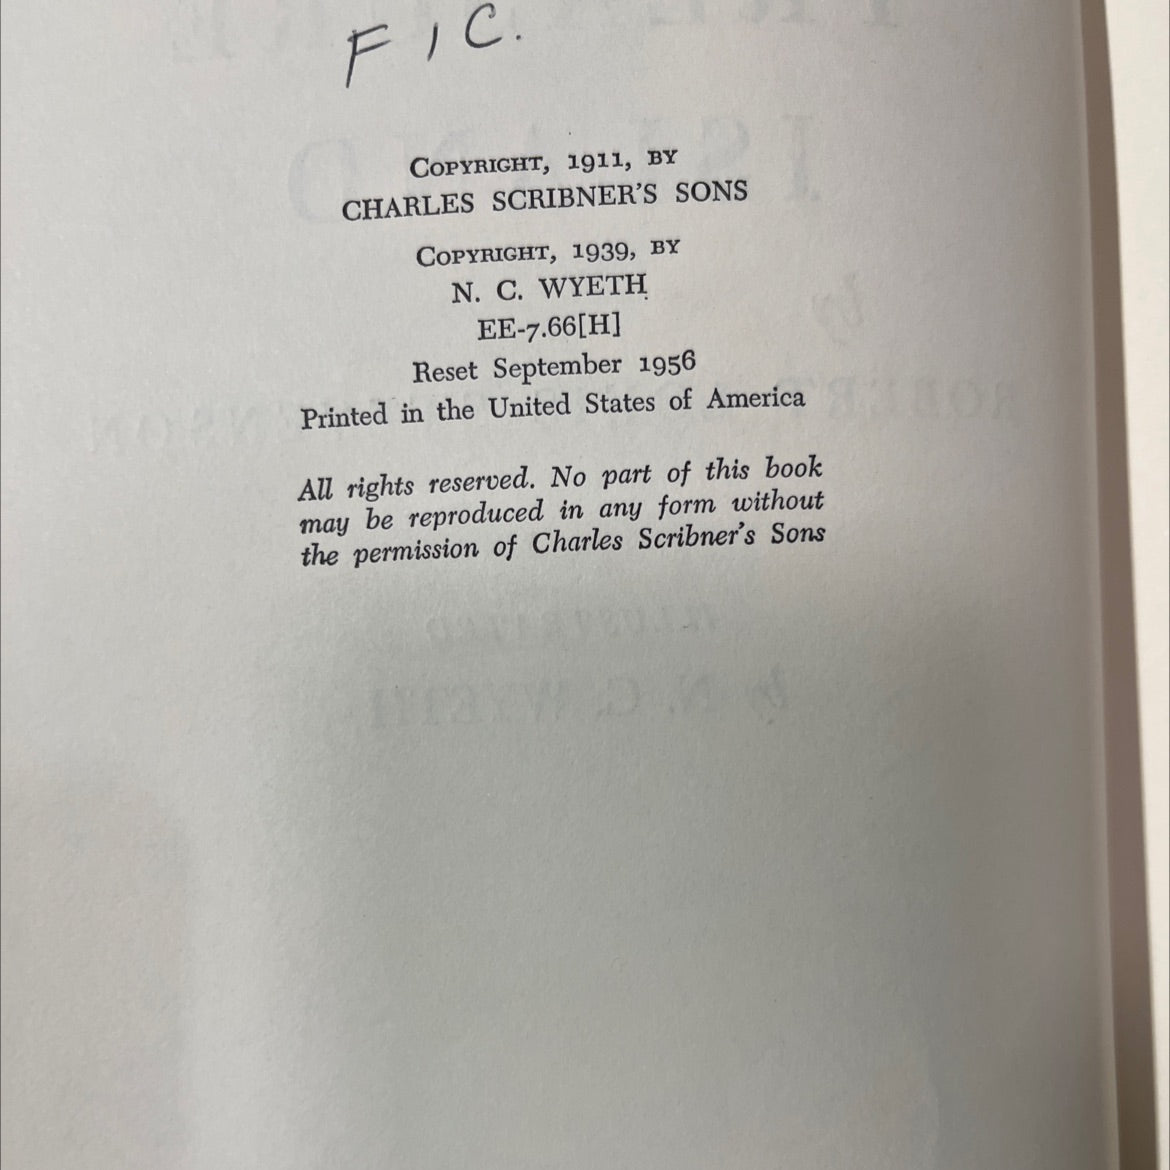 FIC.
COPYRIGHT, 1911, BY
CHARLES SCRIBNER'S SONS
COPYRIGHT, 1939, BY
N. C. WYETH
EE-7.66[H]
Reset September 1956
Printed in the United States of America
All rights reserved. No part of this book
may be reproduced in any form without
the permission of Charles Scribner's Sons